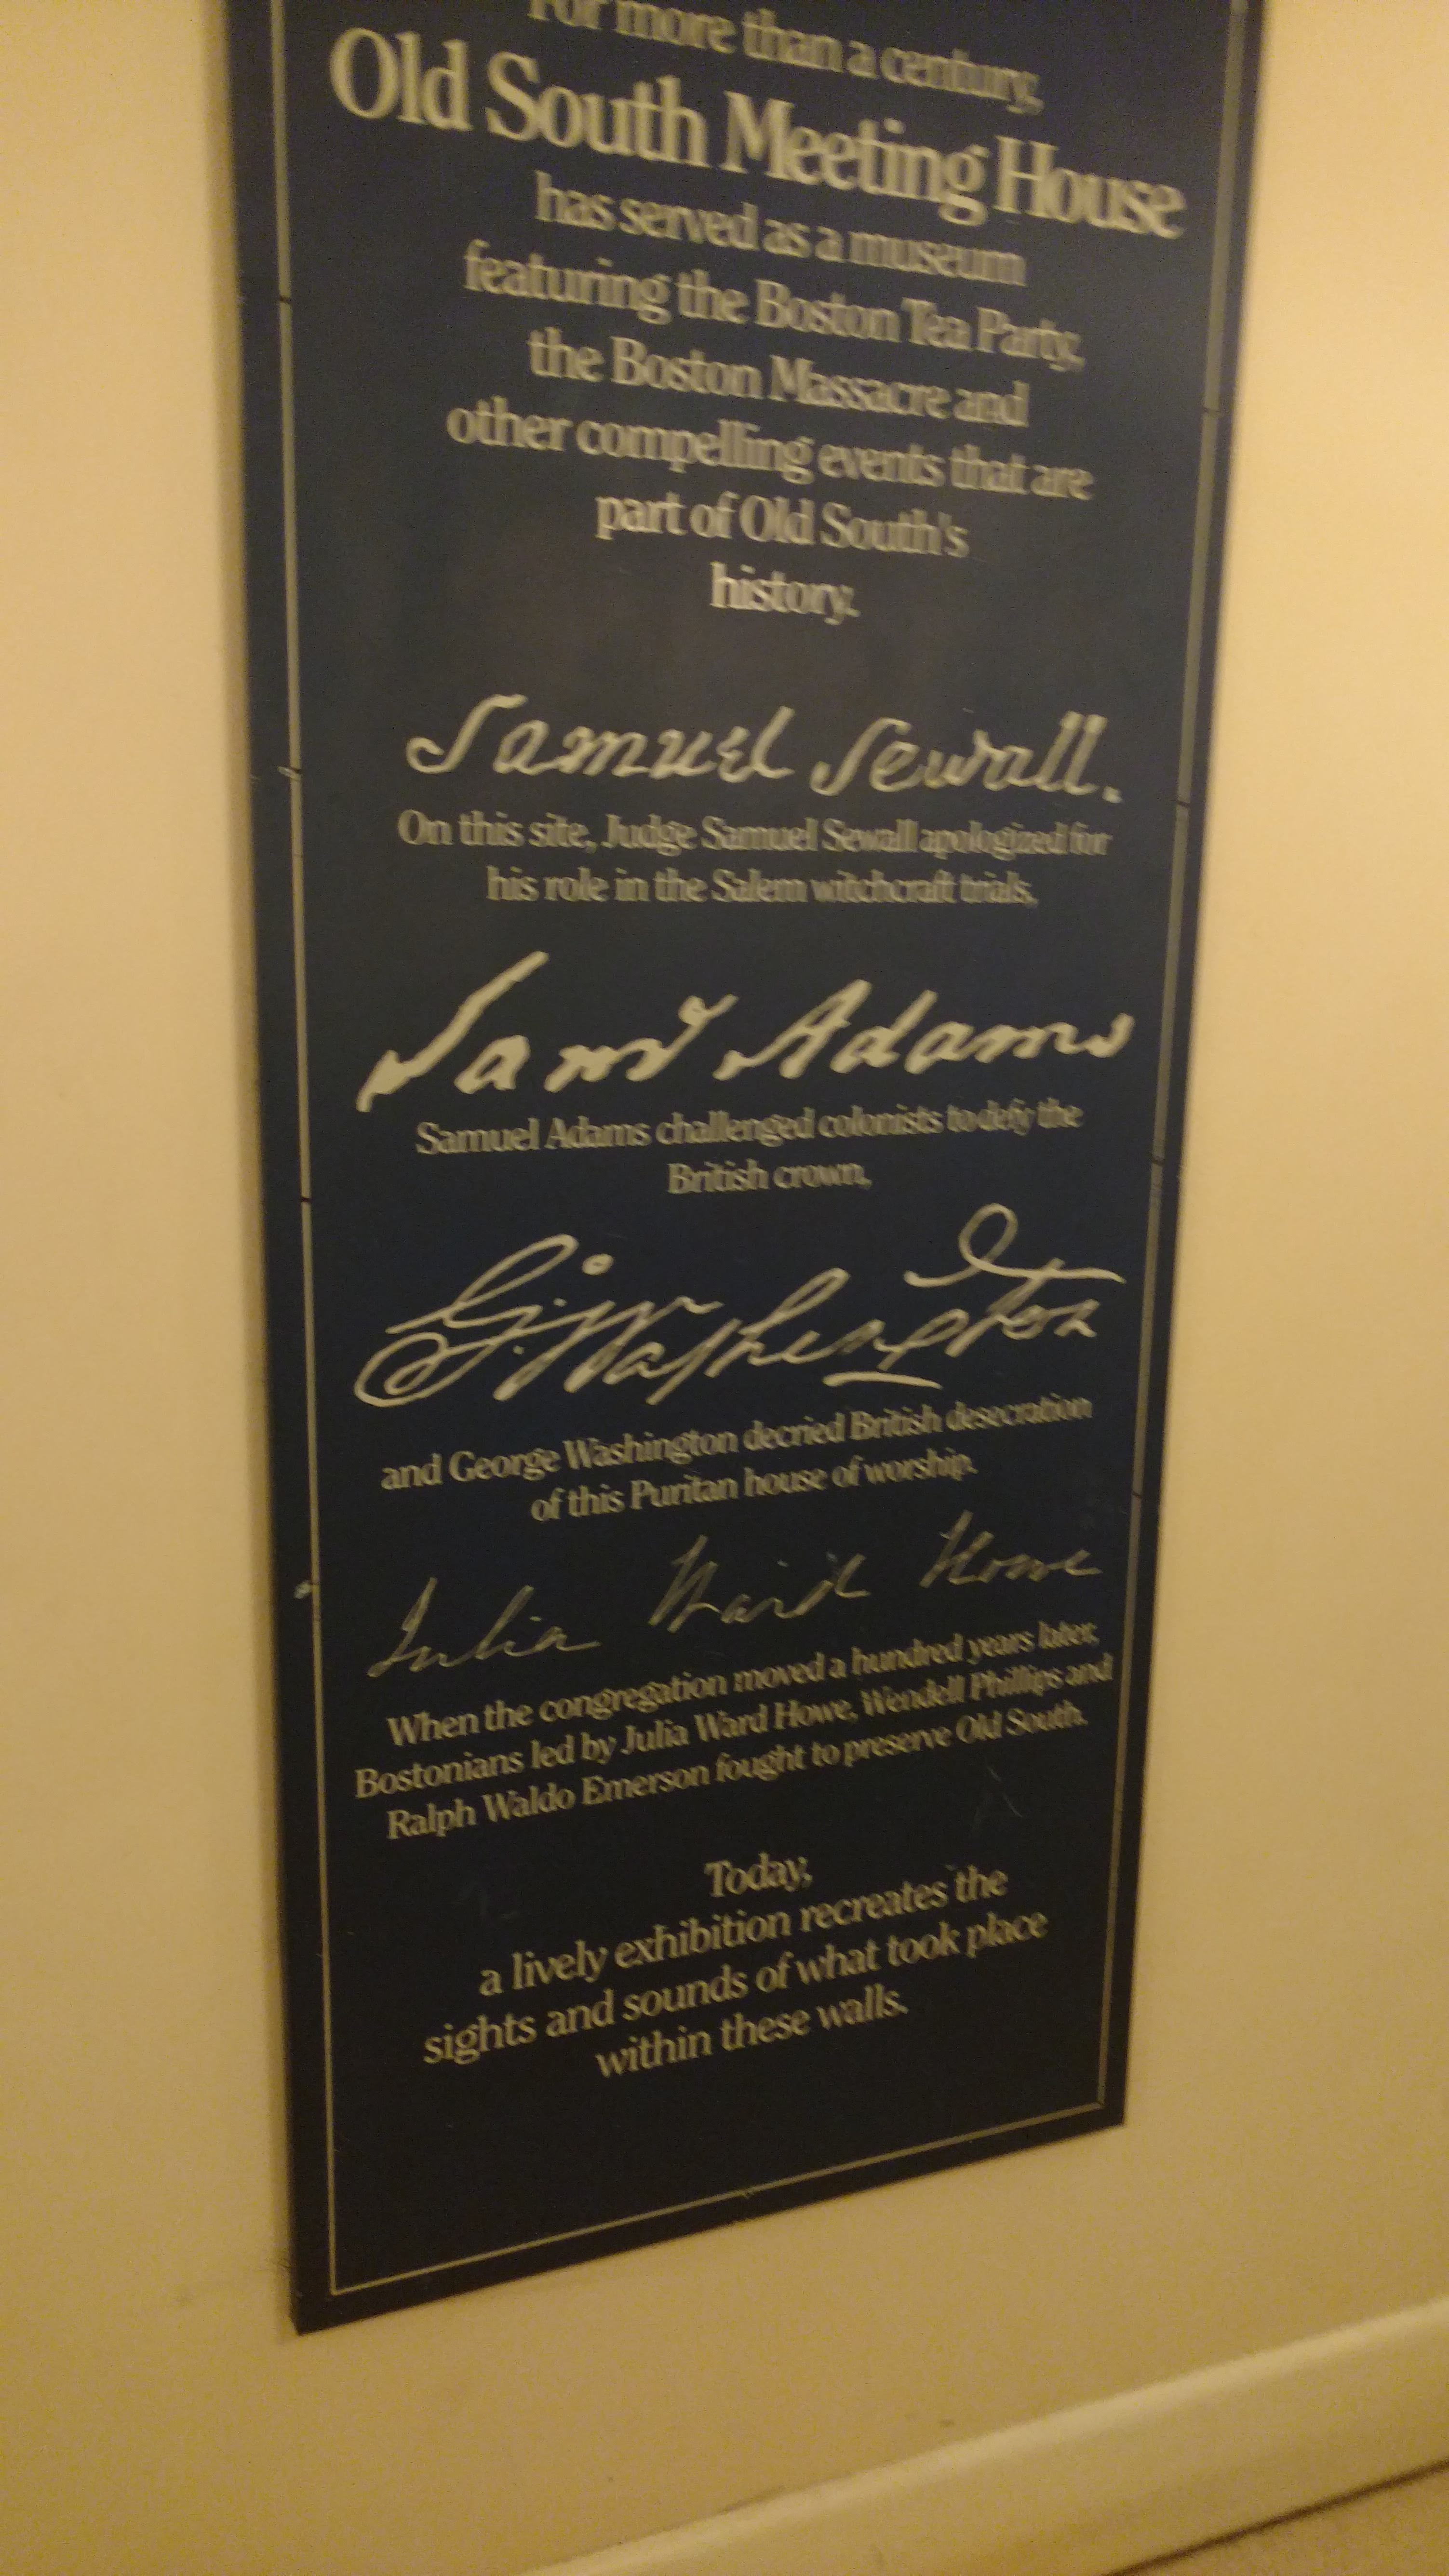 For more than a century,
Old South Meeting House
has served as a museum
featuring the Boston Tea Party,
the Boston Massacre and
other compelling events that are
part of Old South's
history.
Samuel Sewall.
On this site, Judge Samuel Sewall apologized for
his role in the Salem witchcraft trials,
Saml Adams
Samuel Adams challenged colonists to defy the
British crown,
G:Washington
and George Washington decried British desecration
of this Puritan house of worship.
Julia Ward Howe
When the congregation moved a hundred years later,
Bostonians led by Julia Ward Howe, Wendell Phillips and
Ralph Waldo Emerson fought to preserve Old South.
Today,
a lively exhibition recreates the
sights and sounds of what took place
within these walls.